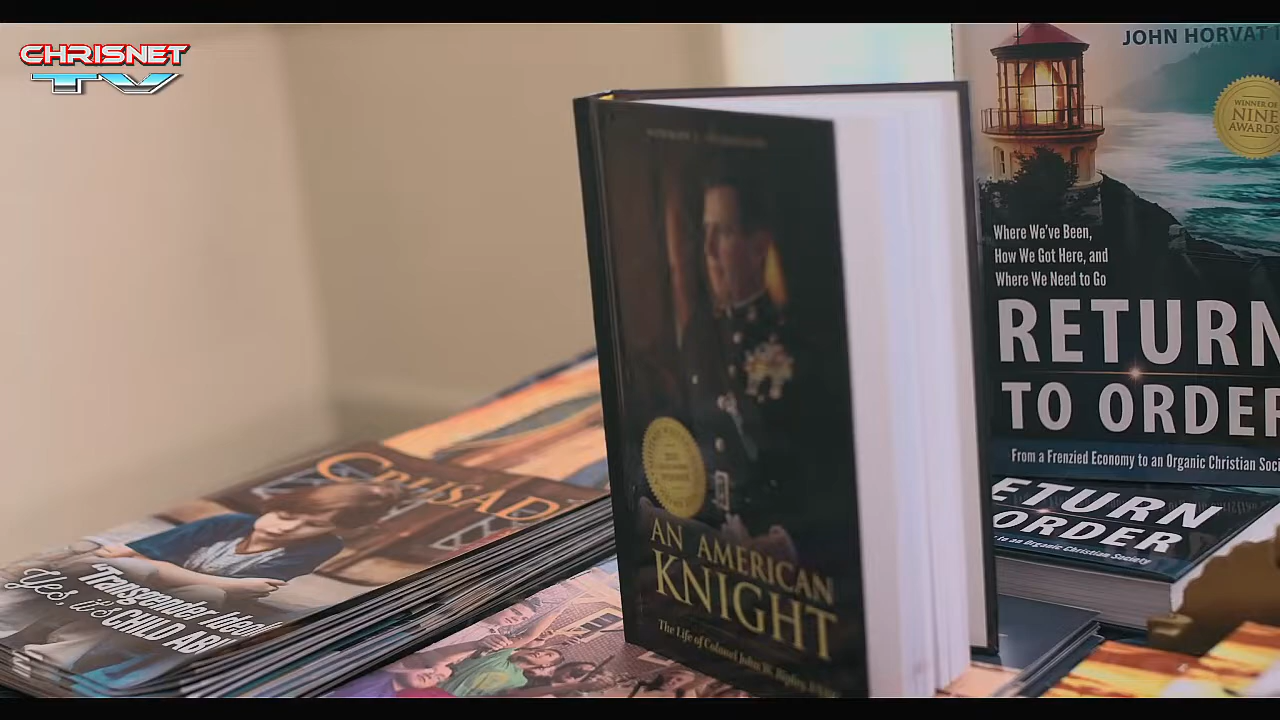 CHRISNET
TV
JOHN HORVAT
WINNER OF
NINE
AWARDS
Where We've Been,
How We Got Here, and
Where We Need to Go
RETURN
TO ORDER
From a Frenzied Economy to an Organic Christian Soci
ETURN
ORDER
to an Organic Christian Society
AN AMERICAN
KNIGHT
The Life of Colonel John W. Ripley, USMC
CRUSAD
"Transgender Ideol
Yes, it's CHILD AB